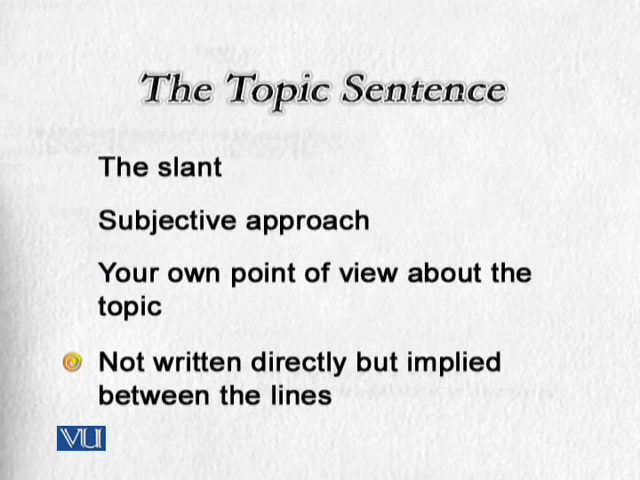 The Topic Sentence
The slant
Subjective approach
Your own point of view about the
topic
Not written directly but implied
between the lines
VU